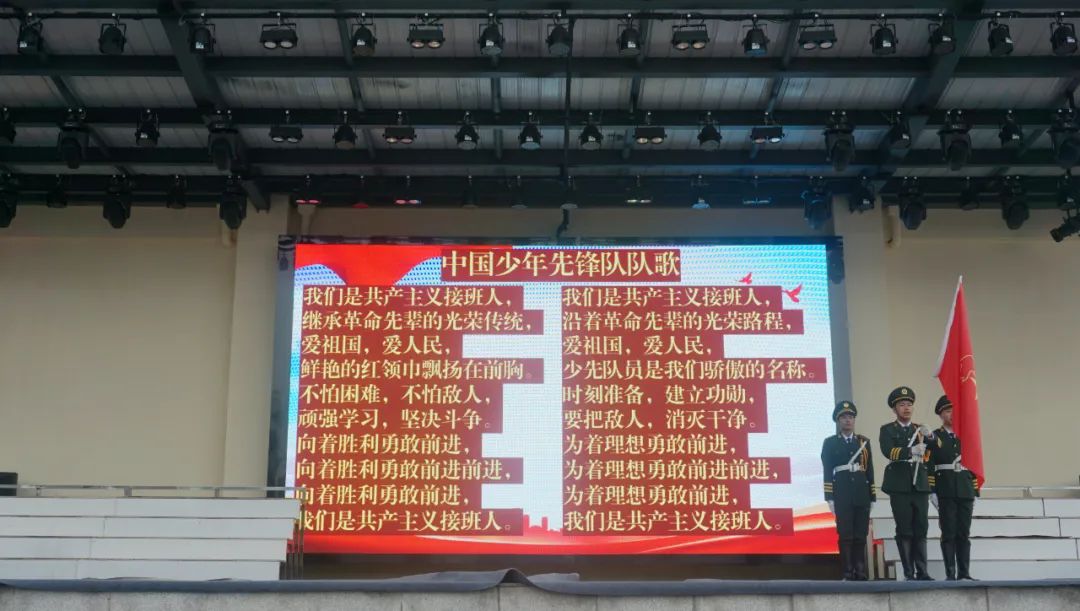 中国少年先锋队队歌
我们是共产主义接班人，
继承革命先辈的光荣传统，
爱祖国，爱人民，
鲜艳的红领巾飘扬在前胸。
不怕困难，不怕敌人，
顽强学习，坚决斗争。
向着胜利勇敢前进，
向着胜利勇敢前进前进，
向着胜利勇敢前进，
我们是共产主义接班人。
我们是共产主义接班人，
沿着革命先辈的光荣路程，
爱祖国，爱人民，
少先队员是我们骄傲的名称。
时刻准备，建立功勋，
要把敌人，消灭干净。
为着理想勇敢前进，
为着理想勇敢前进前进，
为着理想勇敢前进，
我们是共产主义接班人。